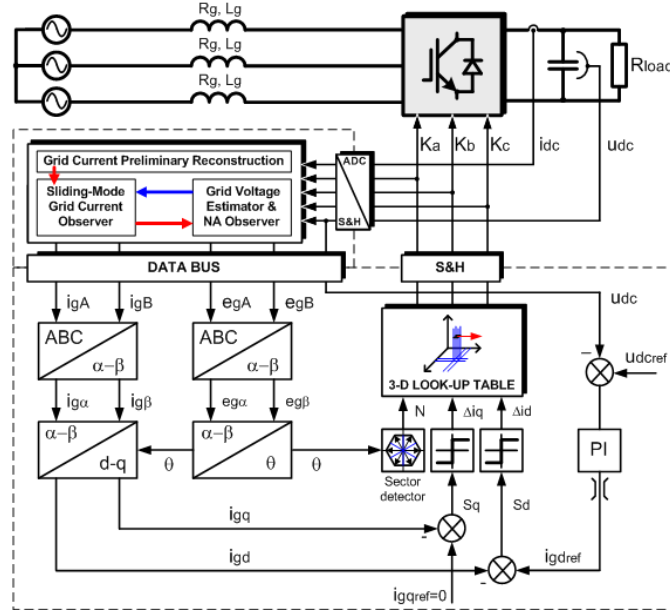 Rg, Lg
Rg, Lg
Rg, Lg
Rload
Ka Kb Kc idc udc
Grid Current Preliminary Reconstruction
ADC
Sliding-Mode
Grid Current
Observer
Grid Voltage
Estimator &
NA Observer
S&H
DATA BUS
S&H
igA igB egA egB
udc
ABC
α−β
ABC
α−β
3-D LOOK-UP TABLE
−
udcref
igα igβ egα egβ
N Δiq Δid
α−β
d-q
θ
α−β
θ
θ
PI
Sector
detector
Sq Sd
igq
-
igd
-
igdref
igqref=0